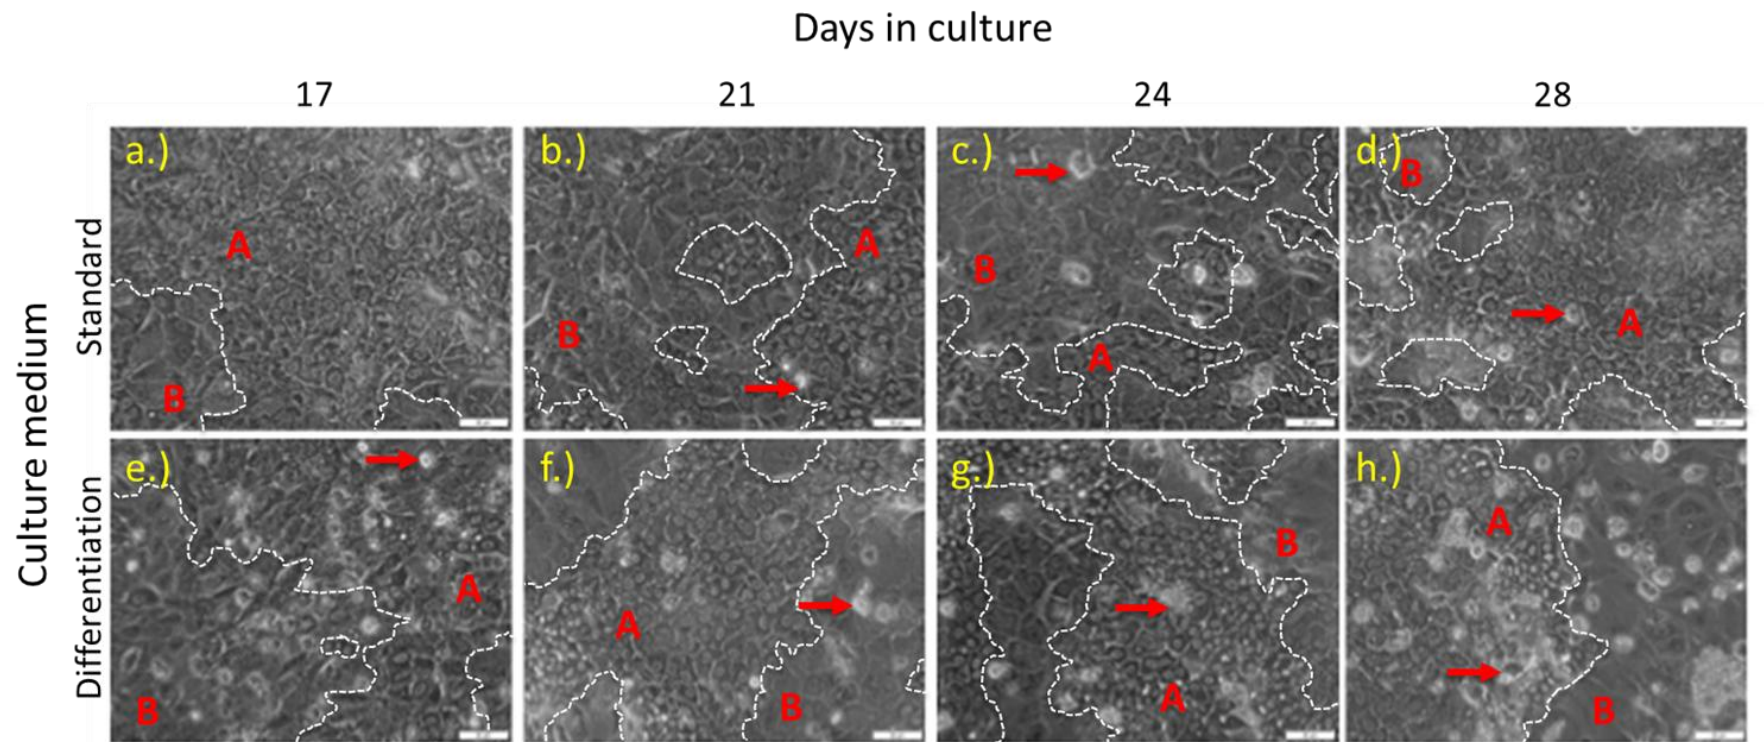 Days in culture
17 21 24 28
Culture medium
Standard
a.) b.) c.) d.)
B
A A
B
B A
A
B
Differentiation
e.) f.) g.) h.)
A
B
A
A
B B A B